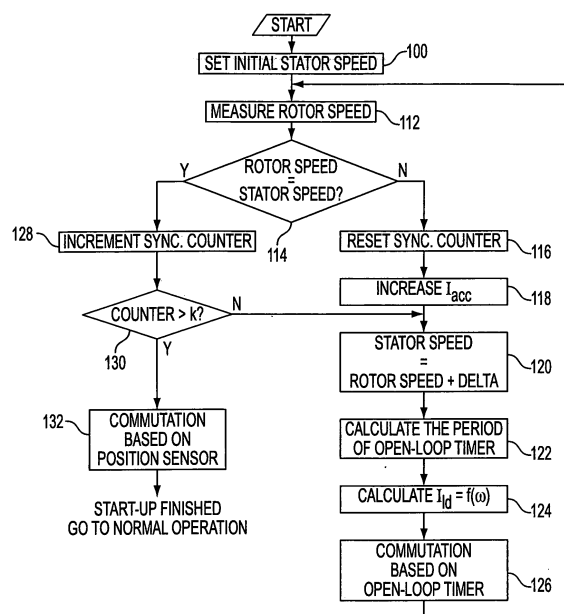 START
SET INITIAL STATOR SPEED
100
MEASURE ROTOR SPEED
112
ROTOR SPEED
=
STATOR SPEED?
Y
N
114
128
INCREMENT SYNC. COUNTER
RESET SYNC. COUNTER
116
INCREASE Iacc
118
COUNTER > k?
N
130
Y
STATOR SPEED
=
ROTOR SPEED + DELTA
120
132
COMMUTATION
BASED ON
POSITION SENSOR
CALCULATE THE PERIOD
OF OPEN-LOOP TIMER
122
START-UP FINISHED
GO TO NORMAL OPERATION
CALCULATE Ild = f(ω)
124
COMMUTATION
BASED ON
OPEN-LOOP
TIMER
126